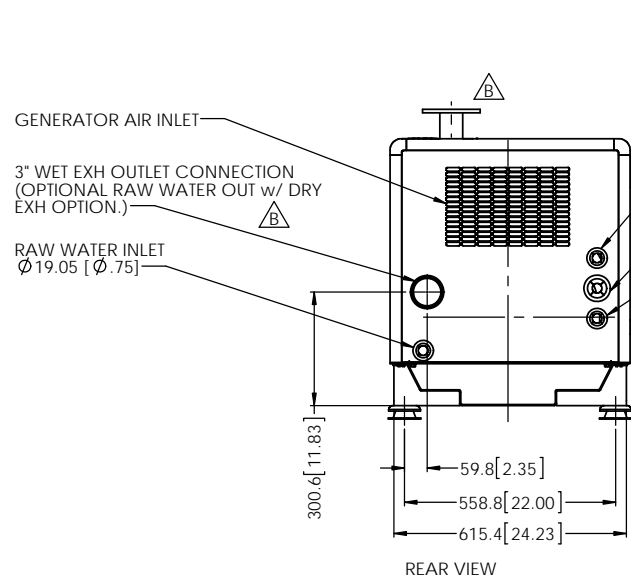 B
GENERATOR AIR INLET
3" WET EXH OUTLET CONNECTION
(OPTIONAL RAW WATER OUT w/ DRY
EXH OPTION.)
B
RAW WATER INLET
Ø19.05 [Ø.75]
300.6[11.83]
59.8[2.35]
558.8[22.00]
615.4[24.23]
REAR VIEW